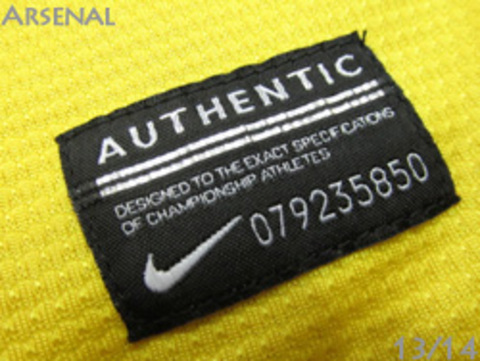 ARSENAL
AUTHENTIC
DESIGNED TO THE EXACT SPECIFICATIONS
OF CHAMPIONSHIP ATHLETES
079235850
13/14